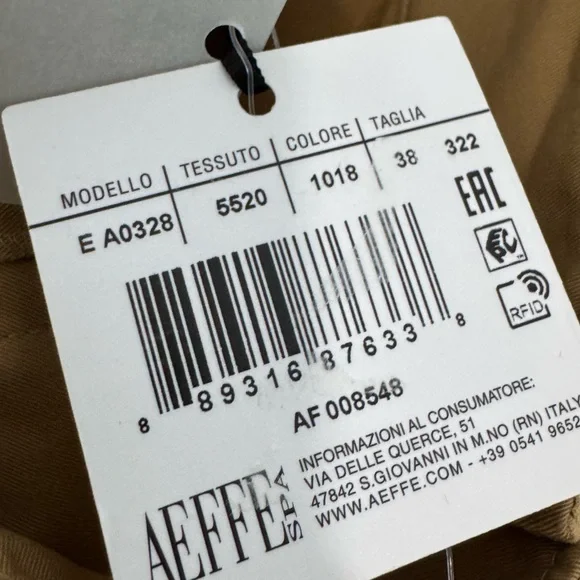 MODELLO | TESSUTO | COLORE | TAGLIA
E A0328 5520 1018 38 322
EAC
EPC
RFID
8 89316 87633 8
AF 008548
INFORMAZIONI AL CONSUMATORE:
VIA DELLE QUERCE, 51
47842 S.GIOVANNI IN M.NO (RN) ITALY
WWW.AEFFE.COM - +39 0541 9652
AEFFE SPA